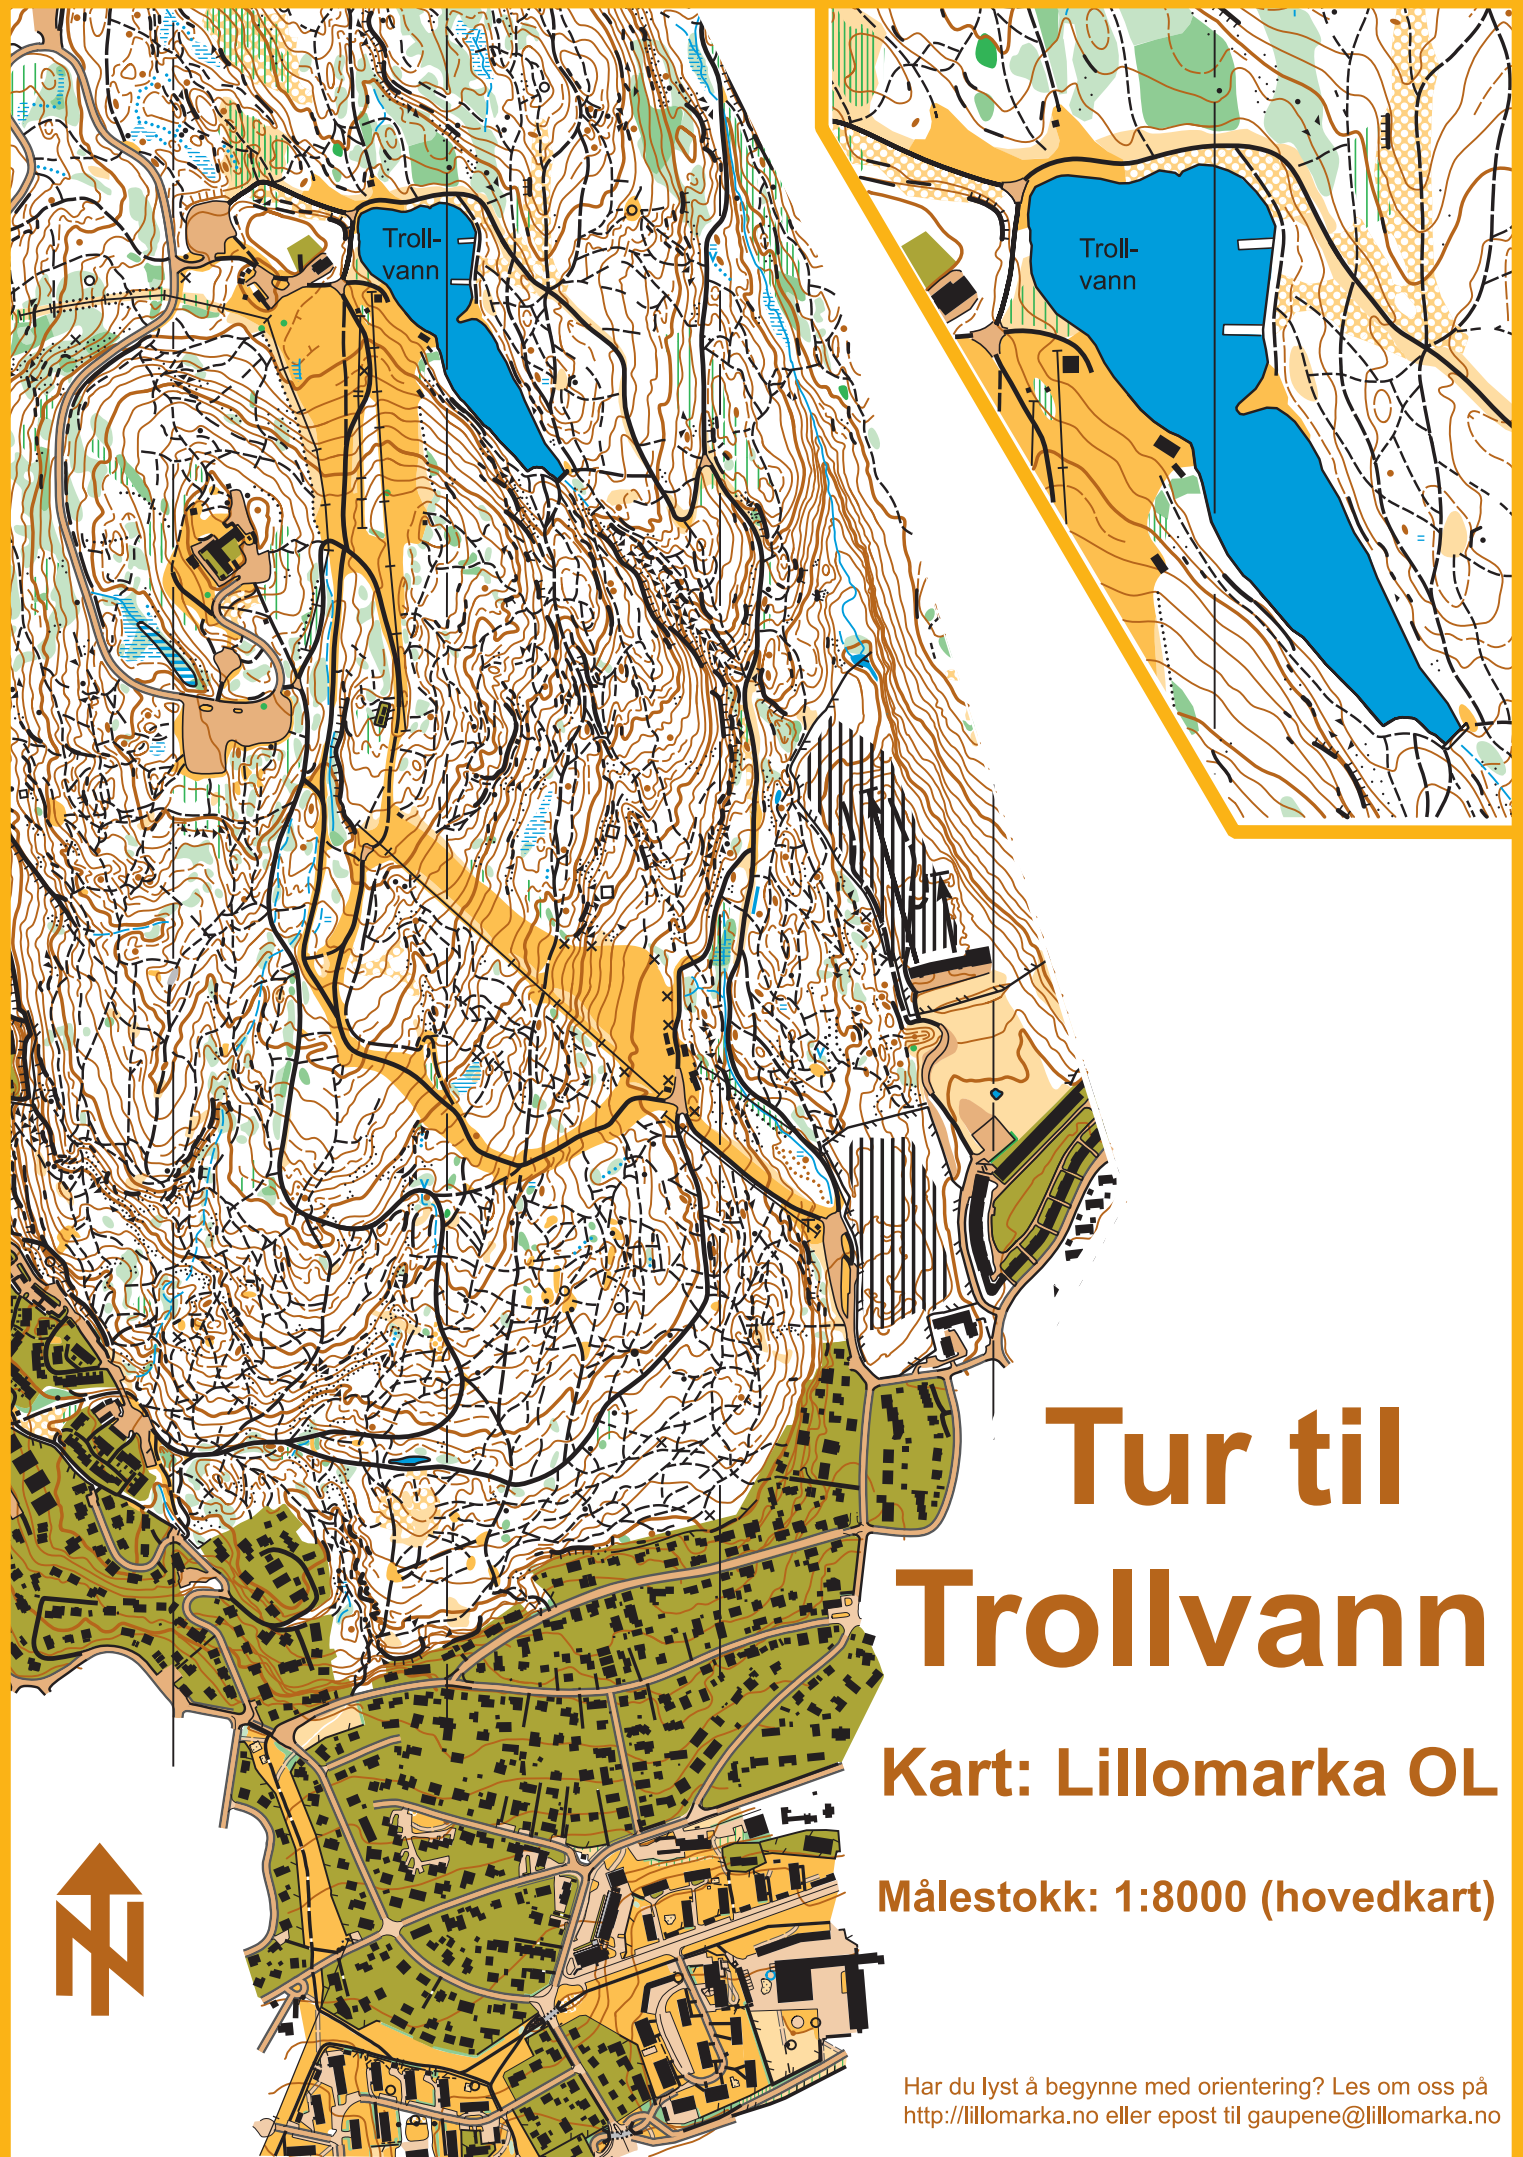 Troll-
vann
Troll-
vann
Tur til
Trollvann
Kart: Lillomarka OL
Målestokk: 1:8000 (hovedkart)
N
Har du lyst å begynne med orientering? Les om oss på
http://lillomarka.no eller epost til gaupene@lillomarka.no